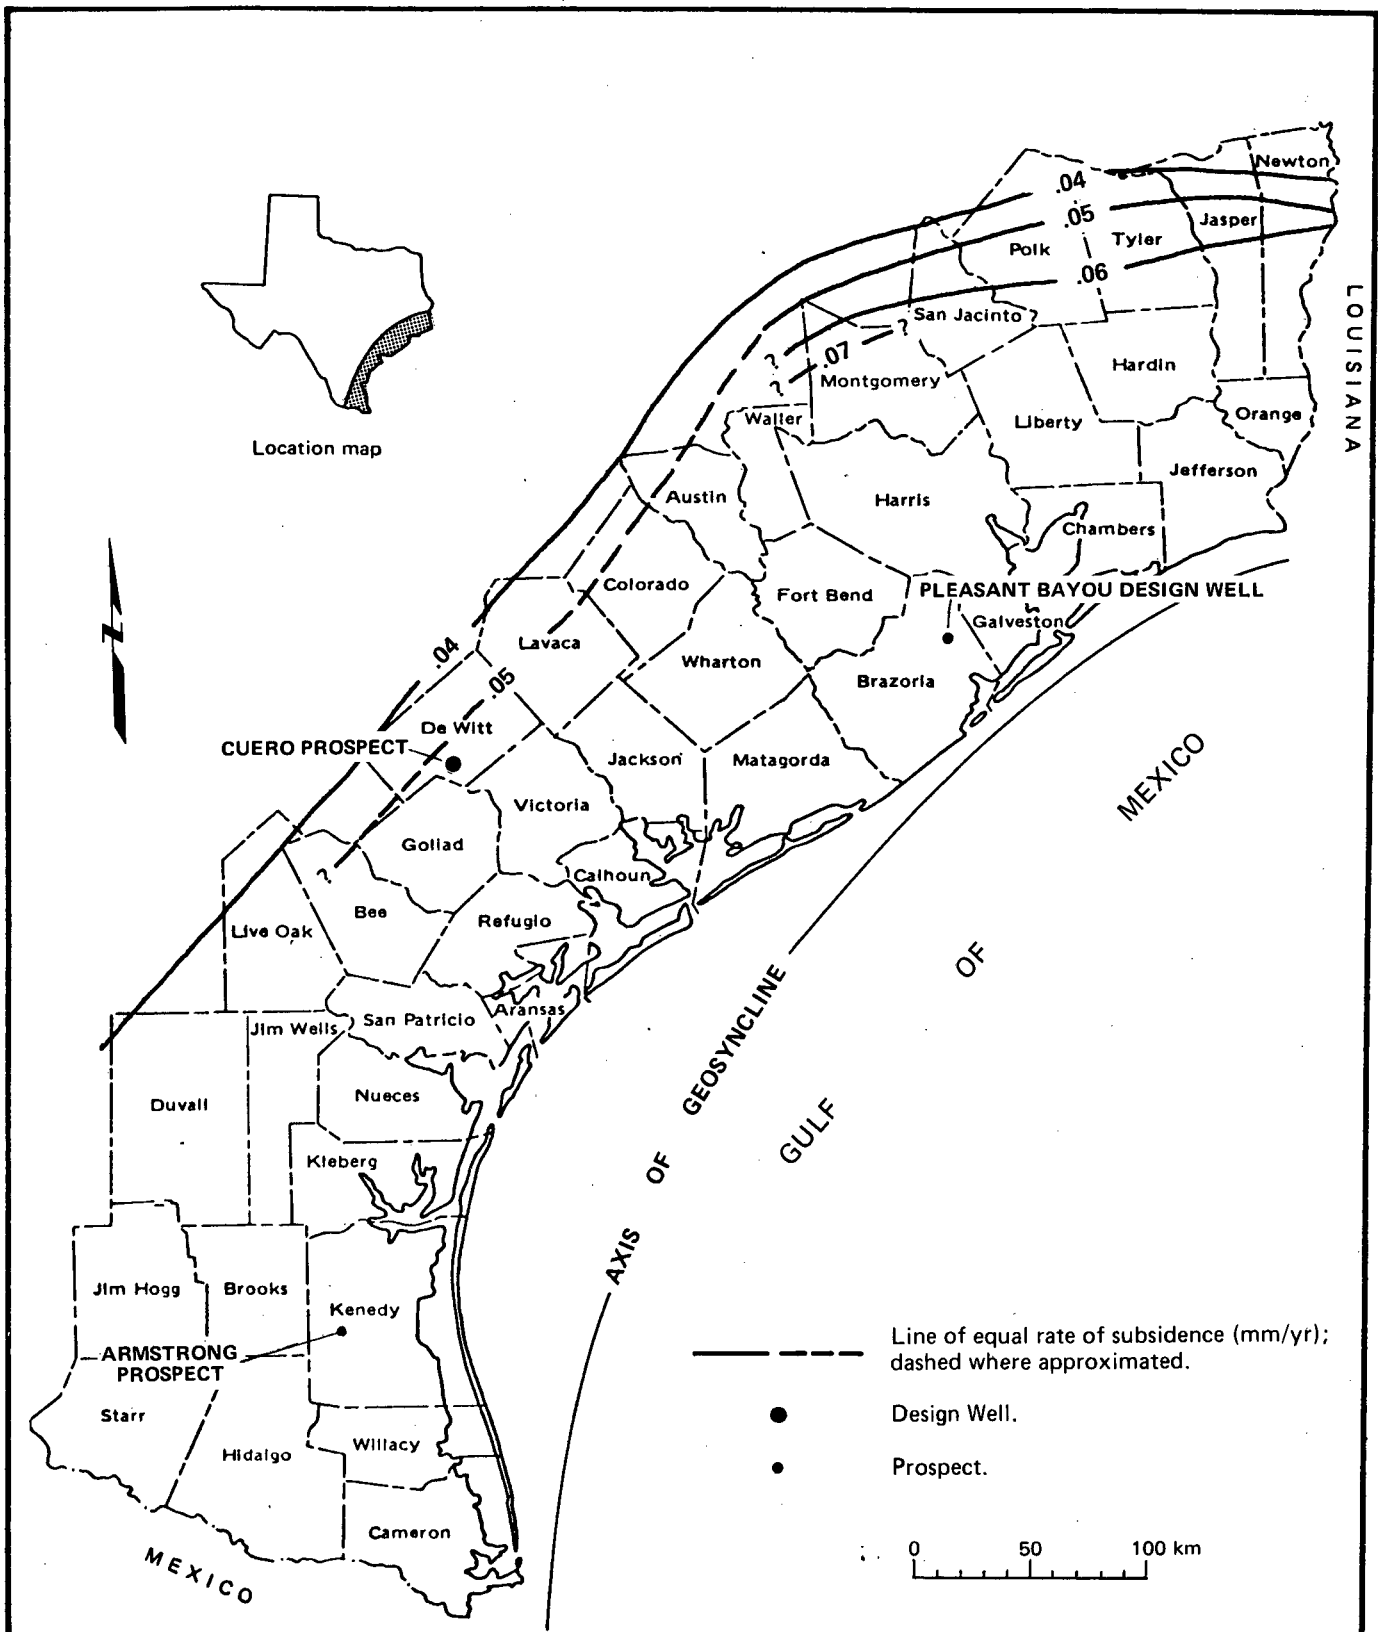 Newton
.04
.05
Jasper
Polk
Tyler
.06
LOUISIANA
San Jacinto
?
.07
?
?
Montgomery
Hardin
Location map
Waller
Liberty
Orange
Austin
Harris
Jefferson
Chambers
Colorado
Fort Bend
PLEASANT BAYOU DESIGN WELL
Galveston
N
.04
Lavaca
Wharton
.05
Brazoria
De Witt
CUERO PROSPECT
Jackson
Matagorda
MEXICO
Victoria
Goliad
?
Calhoun
Bee
Refugio
Live Oak
OF
Aransas
San Patricio
Jim Wells
GEOSYNCLINE
Nueces
Duvall
GULF
Kleberg
OF
AXIS
Jim Hogg
Brooks
Kenedy
ARMSTRONG
PROSPECT
Line of equal rate of subsidence (mm/yr);
dashed where approximated.
Starr
Design Well.
Willacy
Hidalgo
Prospect.
Cameron
0 50 100 km
MEXICO